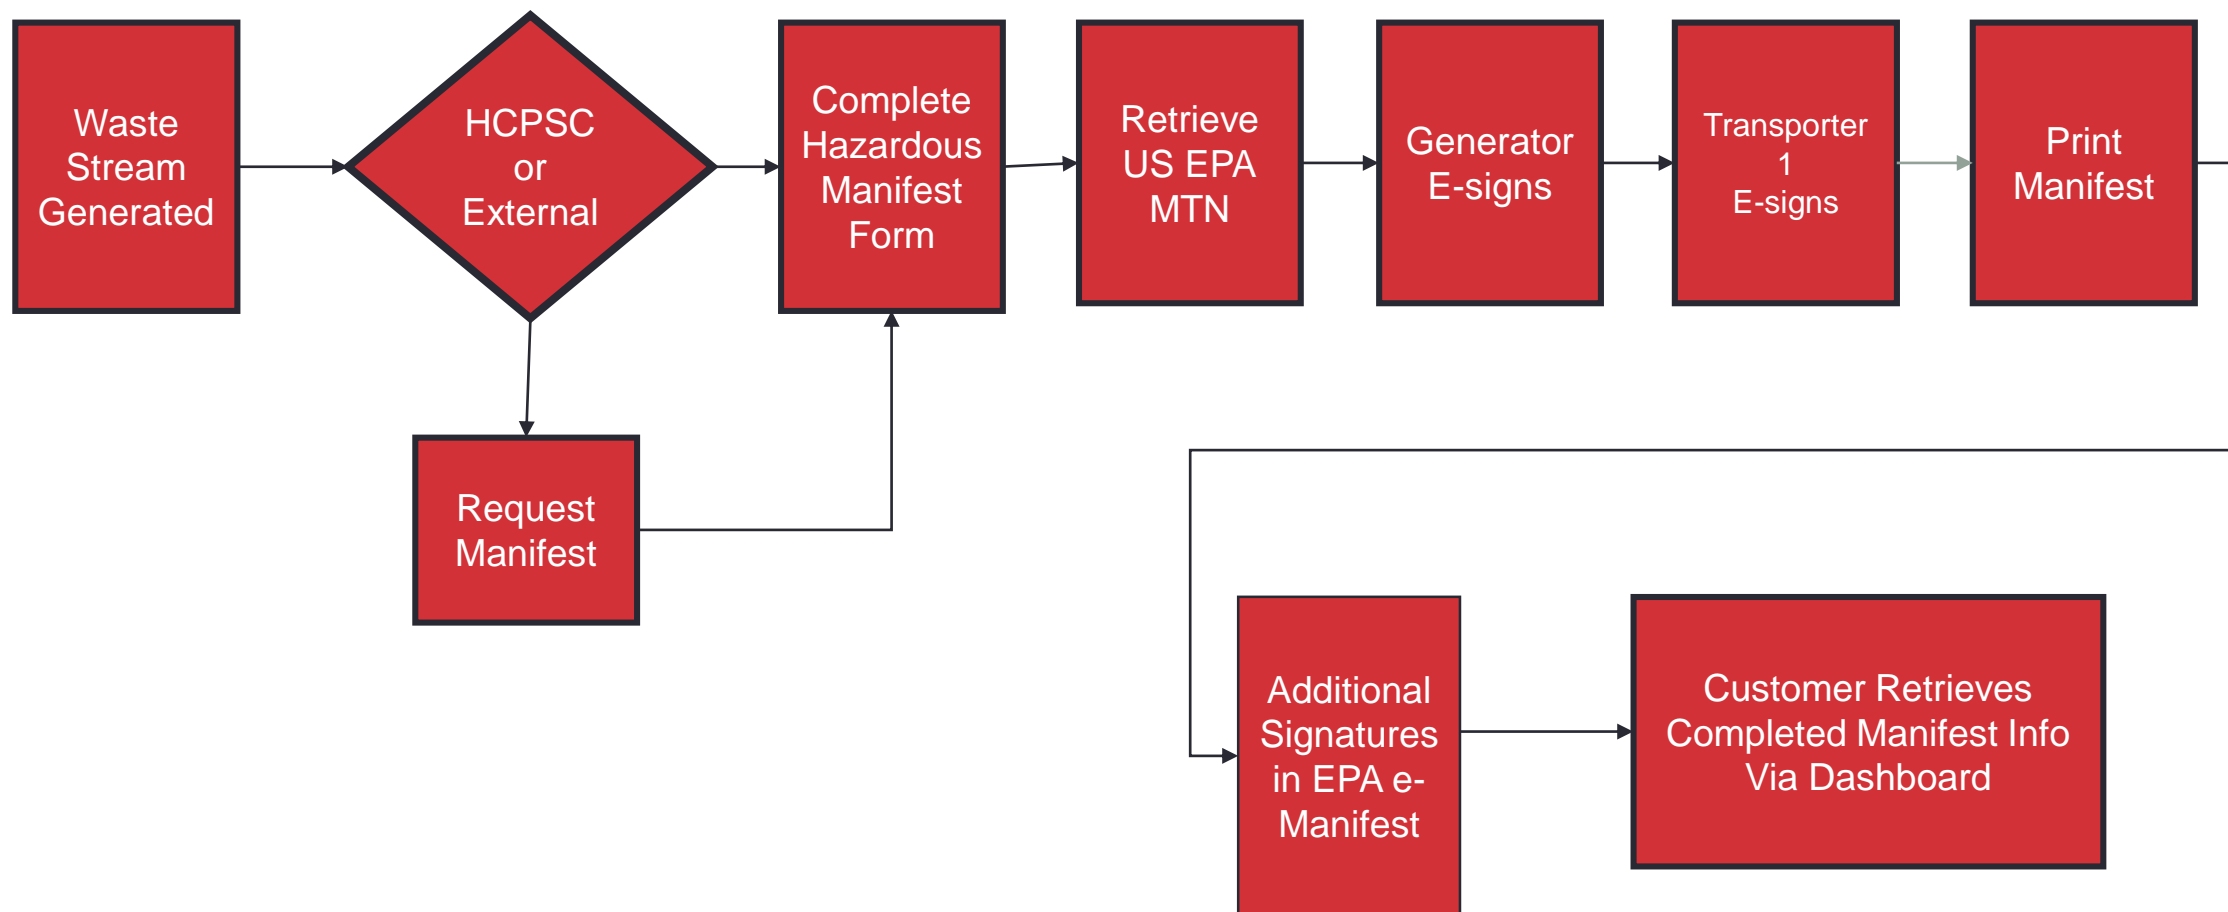 Waste
Stream
Generated
HCPSC
or
External
Complete
Hazardous
Manifest
Form
Retrieve
US EPA
MTN
Generator
E-signs
Transporter
1
E-signs
Print
Manifest
Request
Manifest
Additional
Signatures
in EPA e-
Manifest
Customer Retrieves
Completed Manifest Info
Via Dashboard